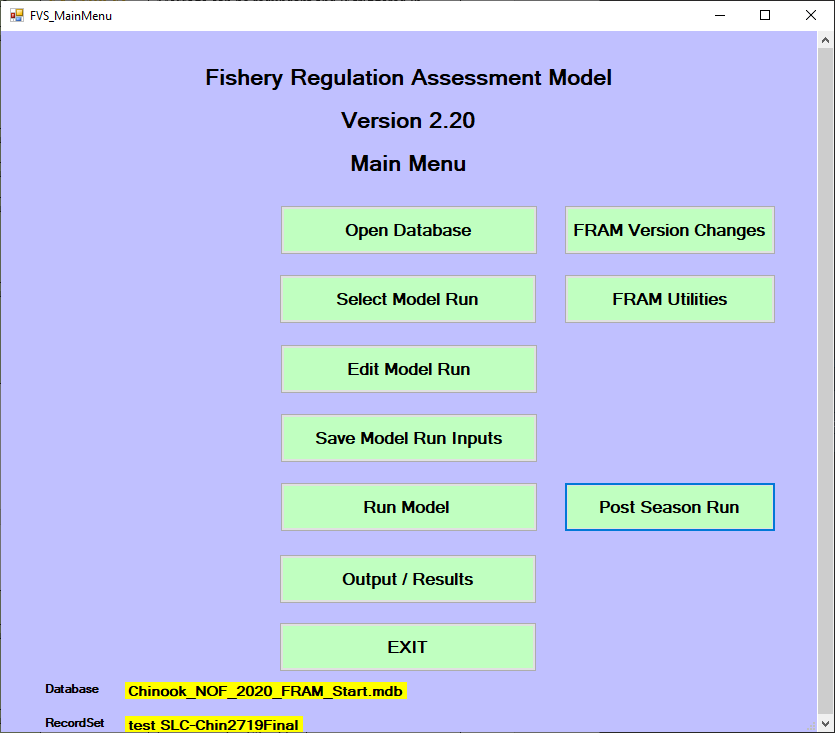 FVS_MainMenu
Fishery Regulation Assessment Model
Version 2.20
Main Menu
Open Database
FRAM Version Changes
Select Model Run
FRAM Utilities
Edit Model Run
Save Model Run Inputs
Run Model
Post Season Run
Output / Results
EXIT
Database Chinook_NOF_2020_FRAM_Start.mdb
RecordSet test SLC-Chin2719Final